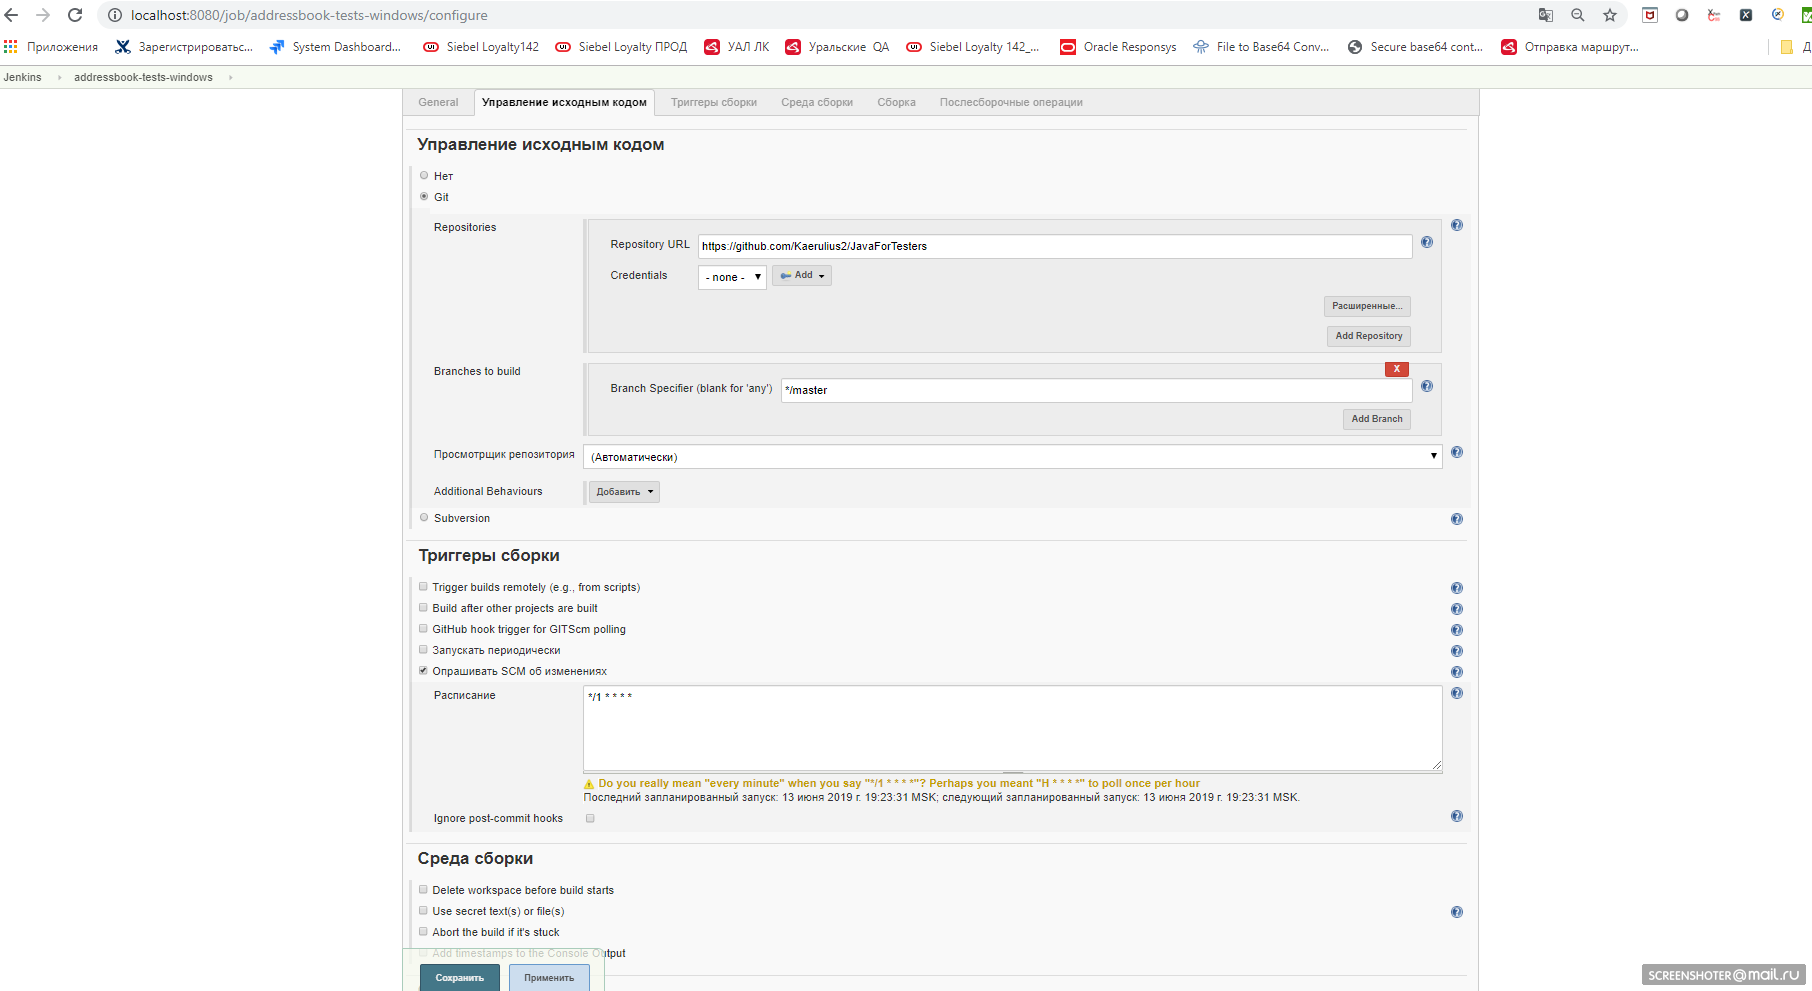 localhost:8080/job/addressbook-tests-windows/configure
Приложения Зарегистрироватьс... System Dashboard... Siebel Loyalty142 Siebel Loyalty ПРОД УАЛ ЛК Уральские QA Siebel Loyalty 142_... Oracle Responsys File to Base64 Conv... Secure base64 cont... Отправка маршрут...
Jenkins addressbook-tests-windows
General Управление исходным кодом Триггеры сборки Среда сборки Сборка Послесборочные операции
Управление исходным кодом
Нет
Git
Repositories
Repository URL https://github.com/Kaerulius2/JavaForTesters
Credentials - none - Add
Расширенные...
Add Repository
Branches to build
X
Branch Specifier (blank for 'any') */master
Add Branch
Просмотрщик репозитория (Автоматически)
Additional Behaviours Добавить
Subversion
Триггеры сборки
Trigger builds remotely (e.g., from scripts)
Build after other projects are built
GitHub hook trigger for GITScm polling
Запускать периодически
Опрашивать SCM об изменениях
Расписание */1 * * * *
Do you really mean "every minute" when you say "*/1 * * * *"? Perhaps you meant "H * * * *" to poll once per hour
Последний запланированный запуск: 13 июня 2019 г. 19:23:31 MSK; следующий запланированный запуск: 13 июня 2019 г. 19:23:31 MSK.
Ignore post-commit hooks
Среда сборки
Delete workspace before build starts
Use secret text(s) or file(s)
Abort the build if it's stuck
Add timestamps to the Console Output
Сохранить Применить
SCREENSHOTER@mail.ru